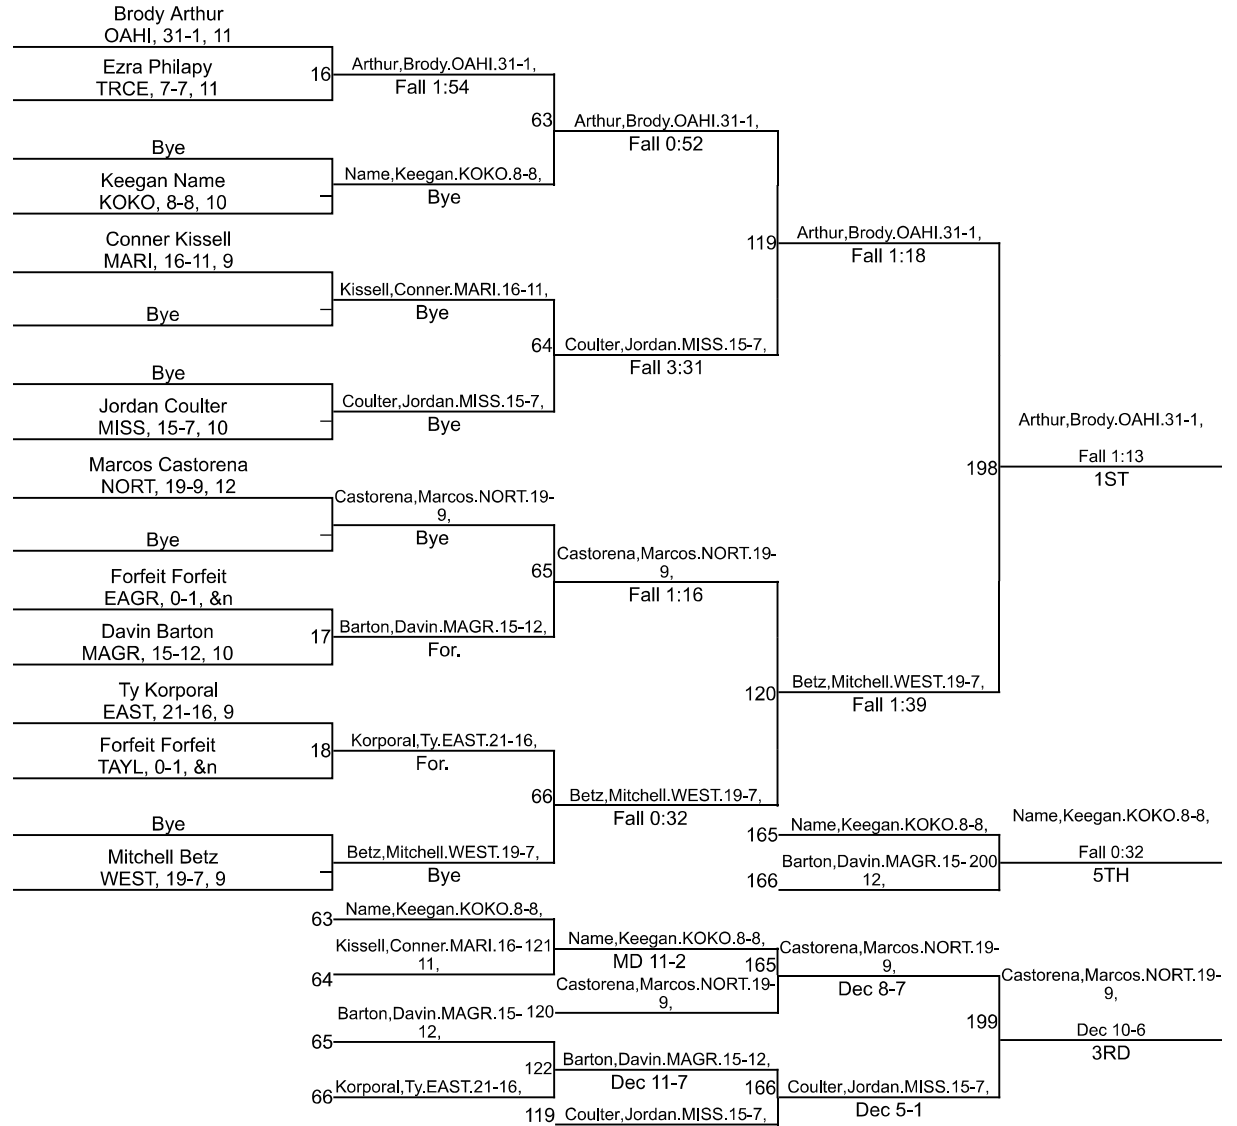 Brody Arthur
OAHI, 31-1, 11
Ezra Philapy
TRCE, 7-7, 11
16
Arthur,Brody.OAHI.31-1,
Fall 1:54
63
Arthur,Brody.OAHI.31-1,
Fall 0:52
Bye
Keegan Name
KOKO, 8-8, 10
Name,Keegan.KOKO.8-8,
Bye
Conner Kissell
MARI, 16-11, 9
119
Arthur,Brody.OAHI.31-1,
Fall 1:18
Bye
Kissell,Conner.MARI.16-11,
Bye
64
Coulter,Jordan.MISS.15-7,
Fall 3:31
Bye
Jordan Coulter
MISS, 15-7, 10
Coulter,Jordan.MISS.15-7,
Bye
Arthur,Brody.OAHI.31-1,
198
Fall 1:13
1ST
Marcos Castorena
NORT, 19-9, 12
Bye
Castorena,Marcos.NORT.19-
9,
Bye
65
Castorena,Marcos.NORT.19-
9,
Fall 1:16
Forfeit Forfeit
EAGR, 0-1, &n
Davin Barton
MAGR, 15-12, 10
17
Barton,Davin.MAGR.15-12,
For.
120
Betz,Mitchell.WEST.19-7,
Fall 1:39
Ty Korporal
EAST, 21-16, 9
Forfeit Forfeit
TAYL, 0-1, &n
18
Korporal,Ty.EAST.21-16,
For.
66
Betz,Mitchell.WEST.19-7,
Fall 0:32
Bye
Mitchell Betz
WEST, 19-7, 9
Betz,Mitchell.WEST.19-7,
Bye
165
Name,Keegan.KOKO.8-8,
Name,Keegan.KOKO.8-8,
166
Barton,Davin.MAGR.15-
12,
200
Fall 0:32
5TH
63
Name,Keegan.KOKO.8-8,
64
Kissell,Conner.MARI.16-
11,
121
Name,Keegan.KOKO.8-8,
MD 11-2
165
Castorena,Marcos.NORT.19-
9,
Dec 8-7
Castorena,Marcos.NORT.19-
9,
120
Castorena,Marcos.NORT.19-
9,
199
Dec 10-6
3RD
65
Barton,Davin.MAGR.15-
12,
66
Korporal,Ty.EAST.21-16,
122
Barton,Davin.MAGR.15-12,
Dec 11-7
166
Coulter,Jordan.MISS.15-7,
Dec 5-1
119
Coulter,Jordan.MISS.15-7,